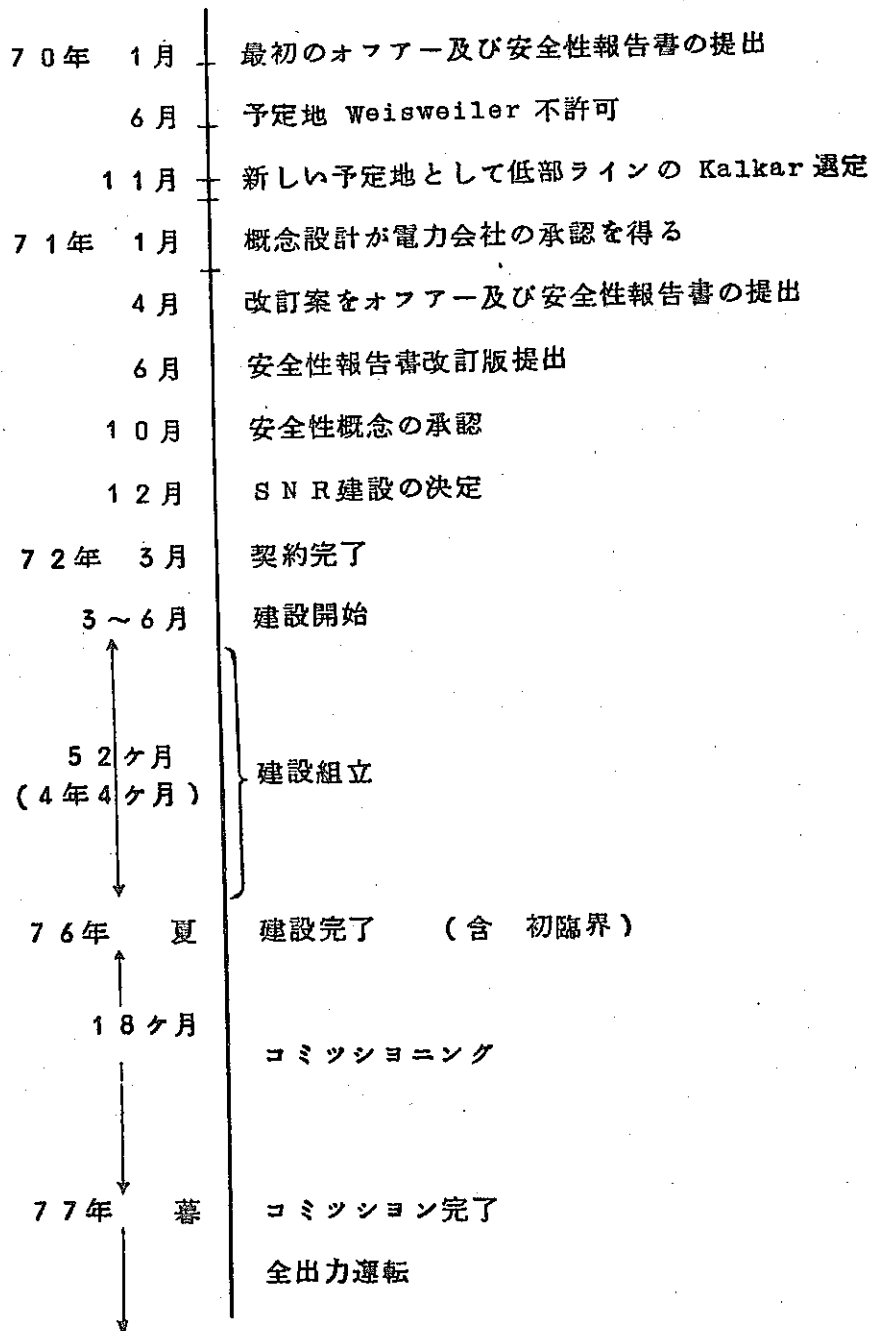 70年 1月 最初のオファー及び安全性報告書の提出
6月 予定地 Weisweiler 不許可
11月 新しい予定地として低部ラインの Kalkar 選定
71年 1月 概念設計が電力会社の承認を得る
4月 改訂案をオファー及び安全性報告書の提出
6月 安全性報告書改訂版提出
10月 安全性概念の承認
12月 SNR建設の決定
72年 3月 契約完了
3~6月 建設開始
52ケ月
(4年4ケ月) 建設組立
76年 夏 建設完了 (含 初臨界)
18ケ月
コミッショニング
77年 暮 コミッション完了
全出力運転